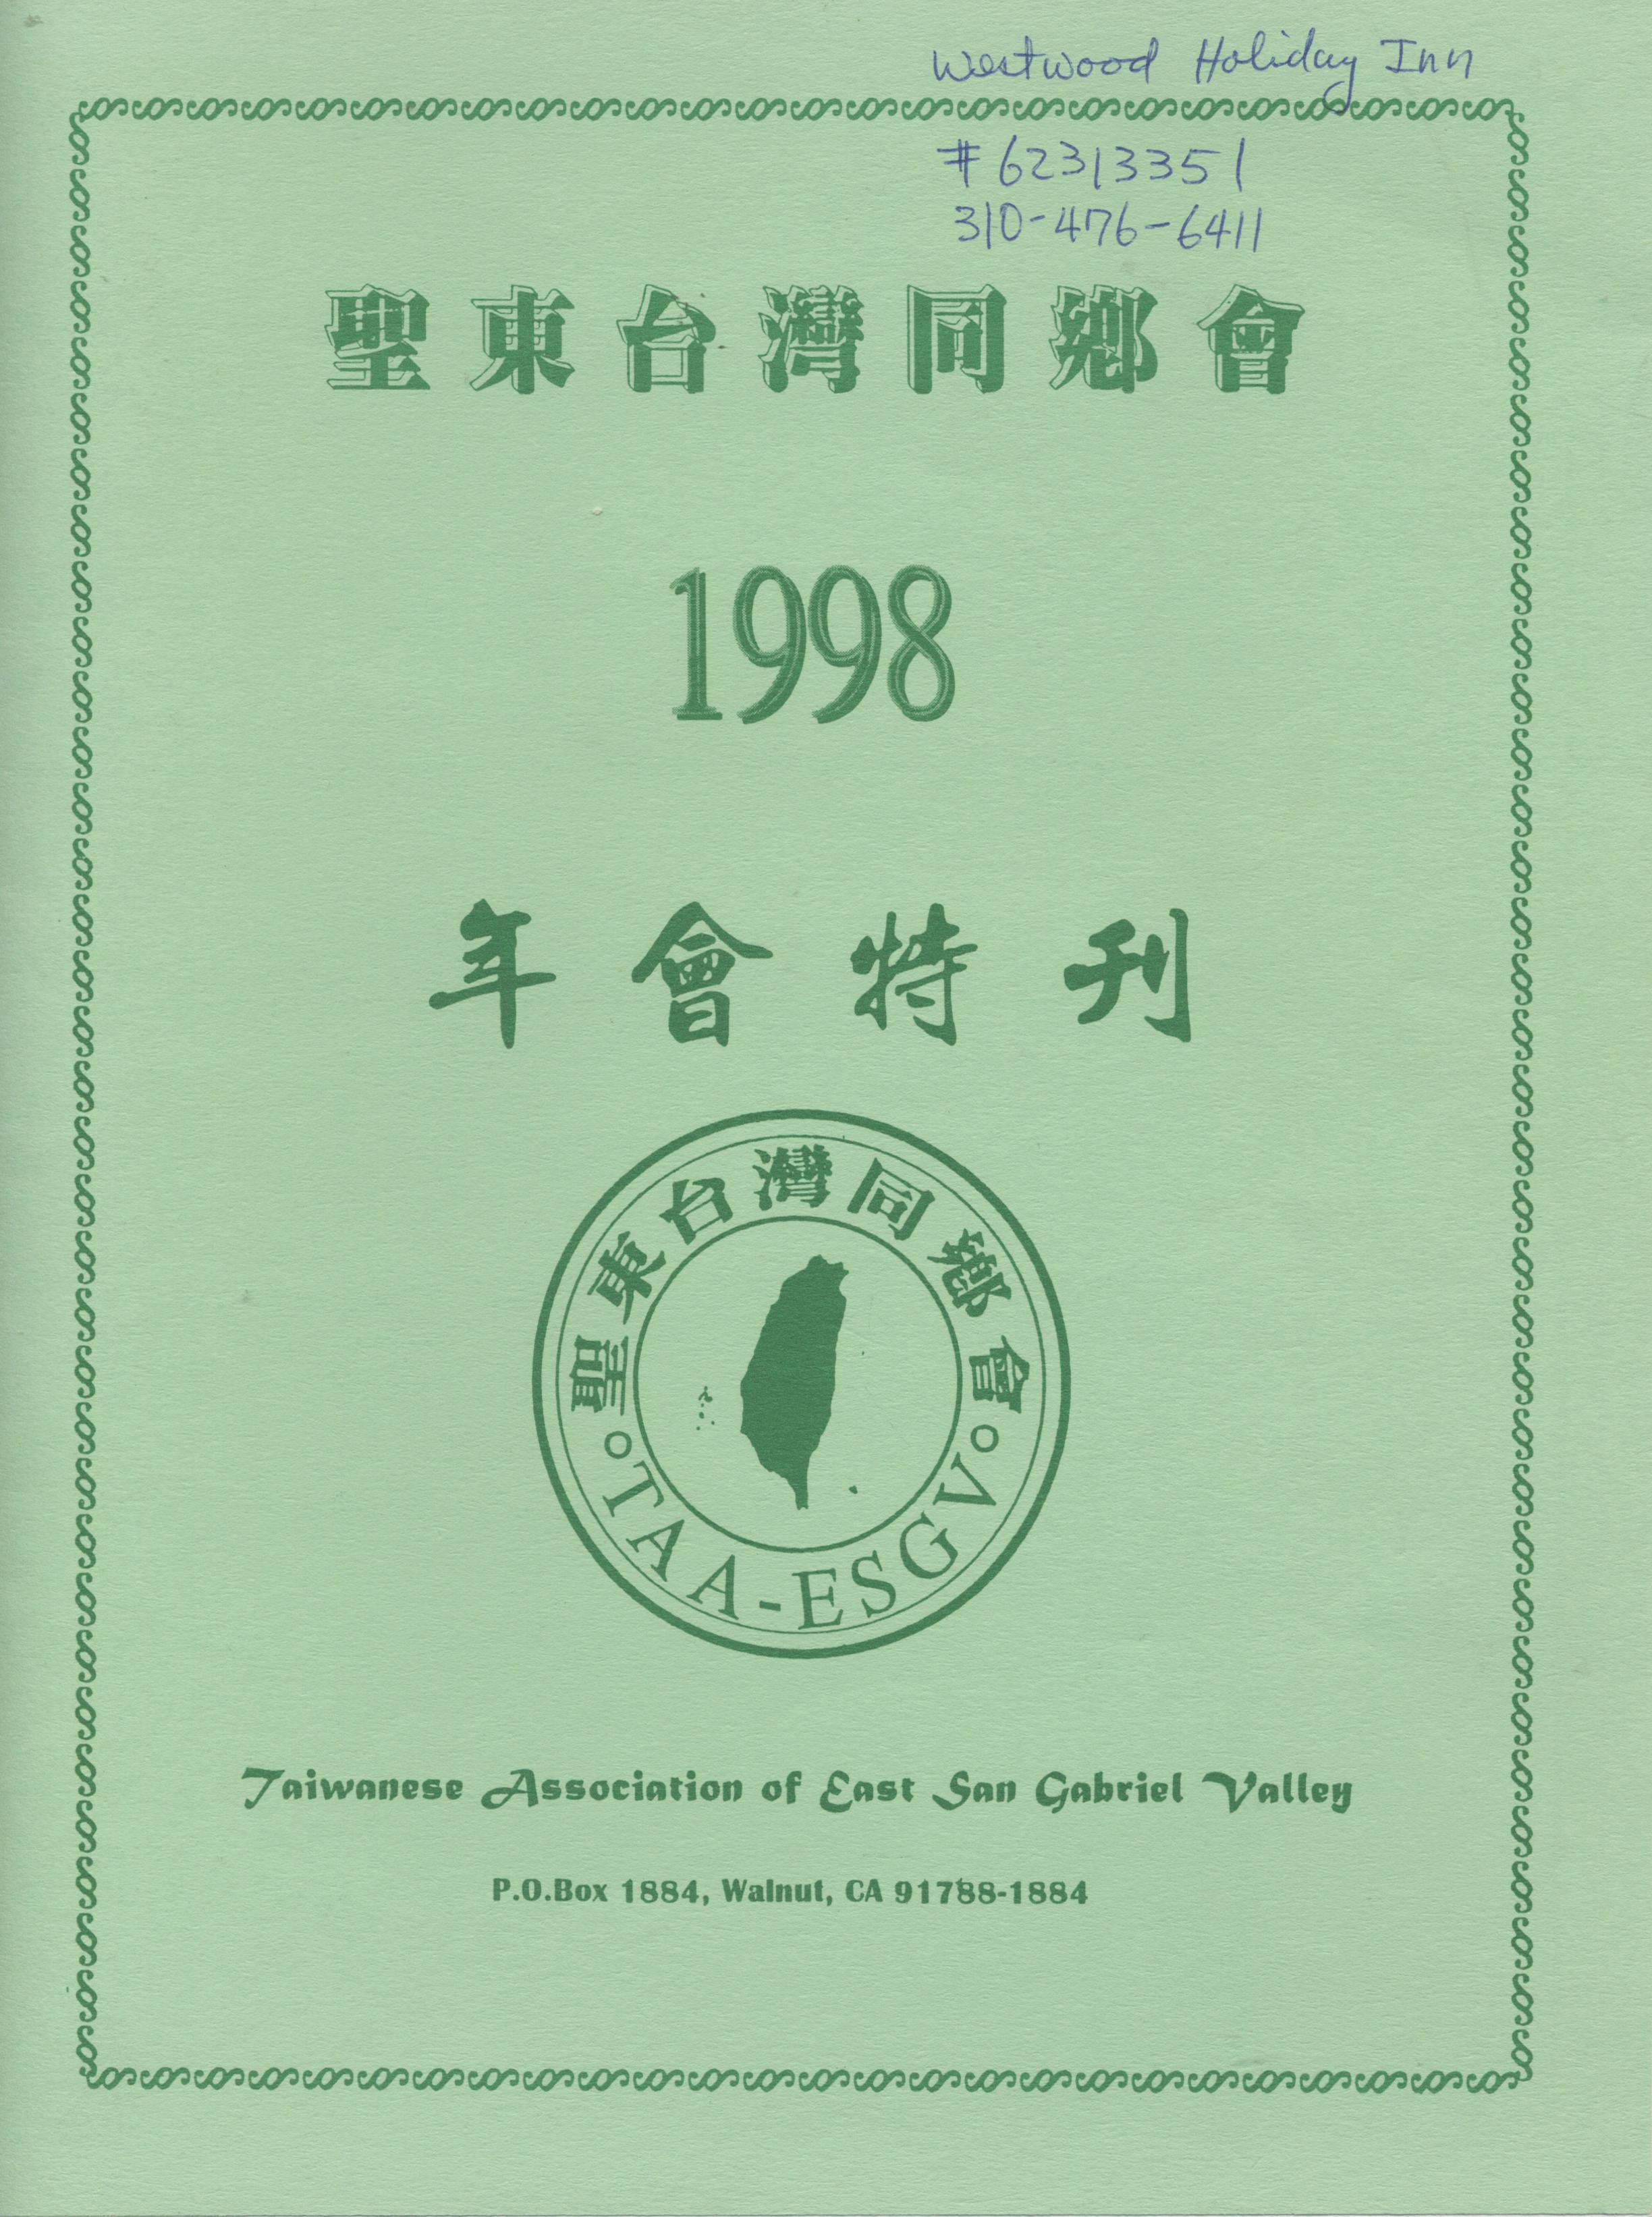 Westwood Holiday Inn
#62313351
310-476-6411
聖東台灣同鄉會
1998
年會特刊
聖東台灣同鄉會
TAA-ESGV
Taiwanese Association of East San Gabriel Valley
P.O.Box 1884, Walnut, CA 91788-1884